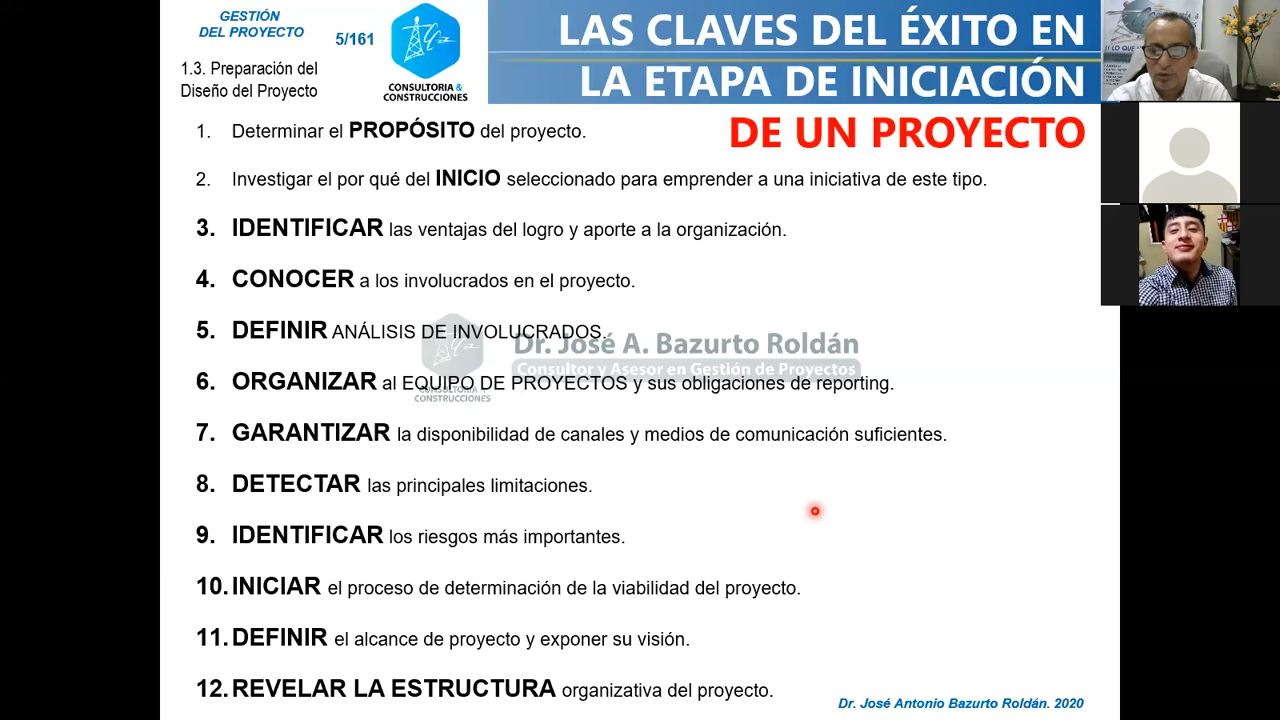 GESTIÓN
DEL PROYECTO
5/161
1.3. Preparación del
Diseño del Proyecto
CONSULTORIA &
CONSTRUCCIONES
LAS CLAVES DEL ÉXITO EN
LA ETAPA DE INICIACIÓN
DE UN PROYECTO
1. Determinar el PROPÓSITO del proyecto.
2. Investigar el por qué del INICIO seleccionado para emprender a una iniciativa de este tipo.
3. IDENTIFICAR las ventajas del logro y aporte a la organización.
4. CONOCER a los involucrados en el proyecto.
5. DEFINIR ANÁLISIS DE INVOLUCRADOS.
Dr. José A. Bazurto Roldán
Consultor y Asesor en Gestión de Proyectos
6. ORGANIZAR al EQUIPO DE PROYECTOS y sus obligaciones de reporting.
CONSULTORIA &
CONSTRUCCIONES
7. GARANTIZAR la disponibilidad de canales y medios de comunicación suficientes.
8. DETECTAR las principales limitaciones.
9. IDENTIFICAR los riesgos más importantes.
10. INICIAR el proceso de determinación de la viabilidad del proyecto.
11. DEFINIR el alcance de proyecto y exponer su visión.
12. REVELAR LA ESTRUCTURA organizativa del proyecto.
Dr. José Antonio Bazurto Roldán. 2020